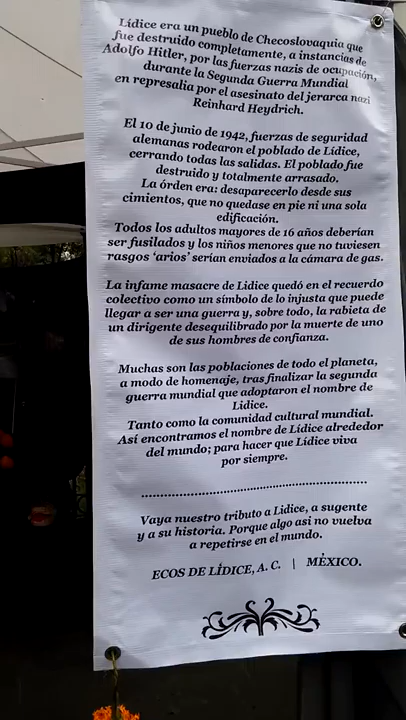 Lídice era un pueblo de Checoslovaquia que
fue destruido completamente, a instancias de
Adolfo Hitler, por las fuerzas nazis de ocupación,
durante la Segunda Guerra Mundial
en represalia por el asesinato del jerarca nazi
Reinhard Heydrich.
El 10 de junio de 1942, fuerzas de seguridad
alemanas rodearon el poblado de Lídice,
cerrando todas las salidas. El poblado fue
destruido y totalmente arrasado.
La órden era: desaparecerlo desde sus
cimientos, que no quedase en pie ni una sola
edificación.
Todos los adultos mayores de 16 años deberían
ser fusilados y los niños menores que no tuviesen
rasgos 'arios' serían enviados a la cámara de gas.
La infame masacre de Lidice quedó en el recuerdo
colectivo como un símbolo de lo injusta que puede
llegar a ser una guerra y, sobre todo, la rabieta de
un dirigente desequilibrado por la muerte de uno
de sus hombres de confianza.
Muchas son las poblaciones de todo el planeta,
a modo de homenaje, tras finalizar la segunda
guerra mundial que adoptaron el nombre de
Lidice.
Tanto como la comunidad cultural mundial.
Así encontramos el nombre de Lídice alrededor
del mundo; para hacer que Lídice viva
por siempre.
Vaya nuestro tributo a Lidice, a sugente
y a su historia. Porque algo asi no vuelva
a repetirse en el mundo.
ECOS DE LÍDICE, A. C. | MÉXICO.